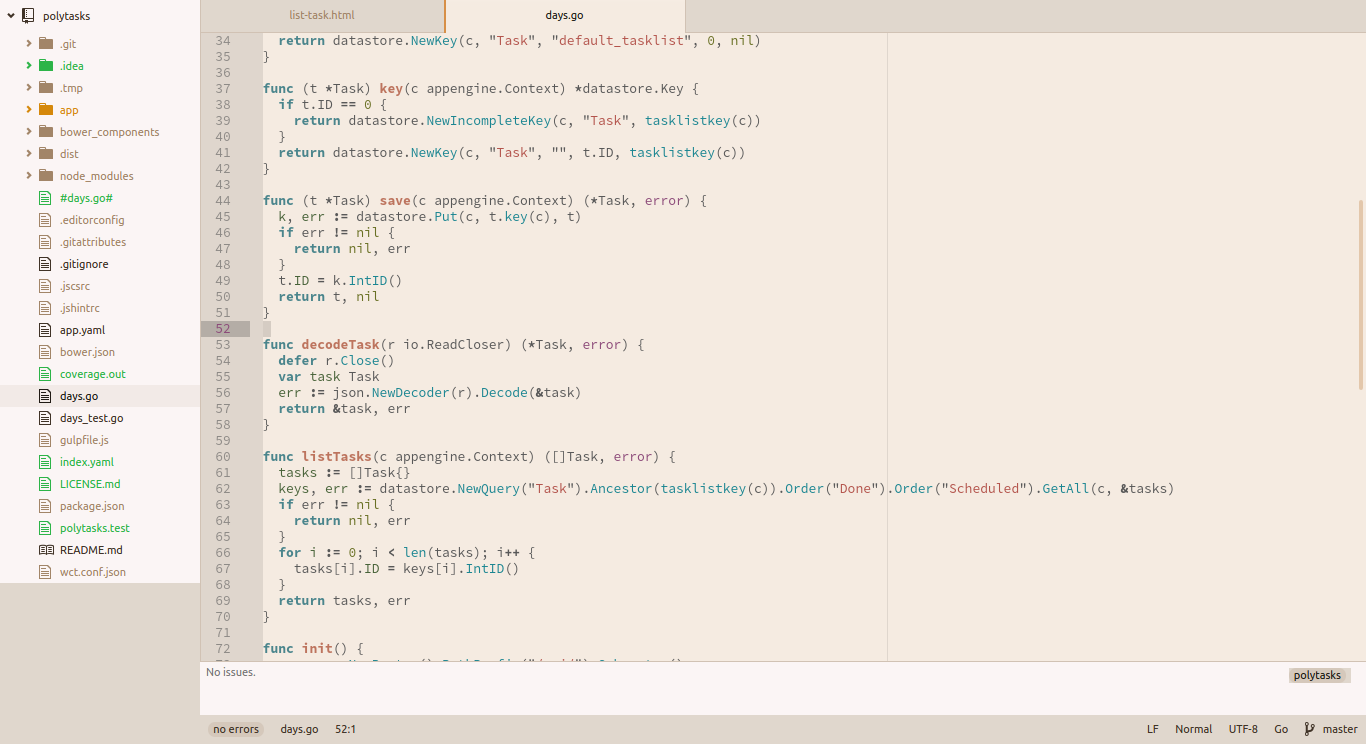 polytasks
.git
.idea
.tmp
app
bower_components
dist
node_modules
#days.go#
.editorconfig
.gitattributes
.gitignore
.jscsrc
.jshintrc
app.yaml
bower.json
coverage.out
days.go
days_test.go
gulpfile.js
index.yaml
LICENSE.md
package.json
polytasks.test
README.md
wct.conf.json
list-task.html
days.go
34 return datastore.NewKey(c, "Task", "default_tasklist", 0, nil)
35 }
36
37 func (t *Task) key(c appengine.Context) *datastore.Key {
38 if t.ID == 0 {
39 return datastore.NewIncompleteKey(c, "Task", tasklistkey(c))
40 }
41 return datastore.NewKey(c, "Task", "", t.ID, tasklistkey(c))
42 }
43
44 func (t *Task) save(c appengine.Context) (*Task, error) {
45 k, err := datastore.Put(c, t.key(c), t)
46 if err != nil {
47 return nil, err
48 }
49 t.ID = k.IntID()
50 return t, nil
51 }
52
53 func decodeTask(r io.ReadCloser) (*Task, error) {
54 defer r.Close()
55 var task Task
56 err := json.NewDecoder(r).Decode(&task)
57 return &task, err
58 }
59
60 func listTasks(c appengine.Context) ([]Task, error) {
61 tasks := []Task{}
62 keys, err := datastore.NewQuery("Task").Ancestor(tasklistkey(c)).Order("Done").Order("Scheduled").GetAll(c, &tasks)
63 if err != nil {
64 return nil, err
65 }
66 for i := 0; i < len(tasks); i++ {
67 tasks[i].ID = keys[i].IntID()
68 }
69 return tasks, err
70 }
71
72 func init() {
No issues.
polytasks
no errors days.go 52:1
LF Normal UTF-8 Go master